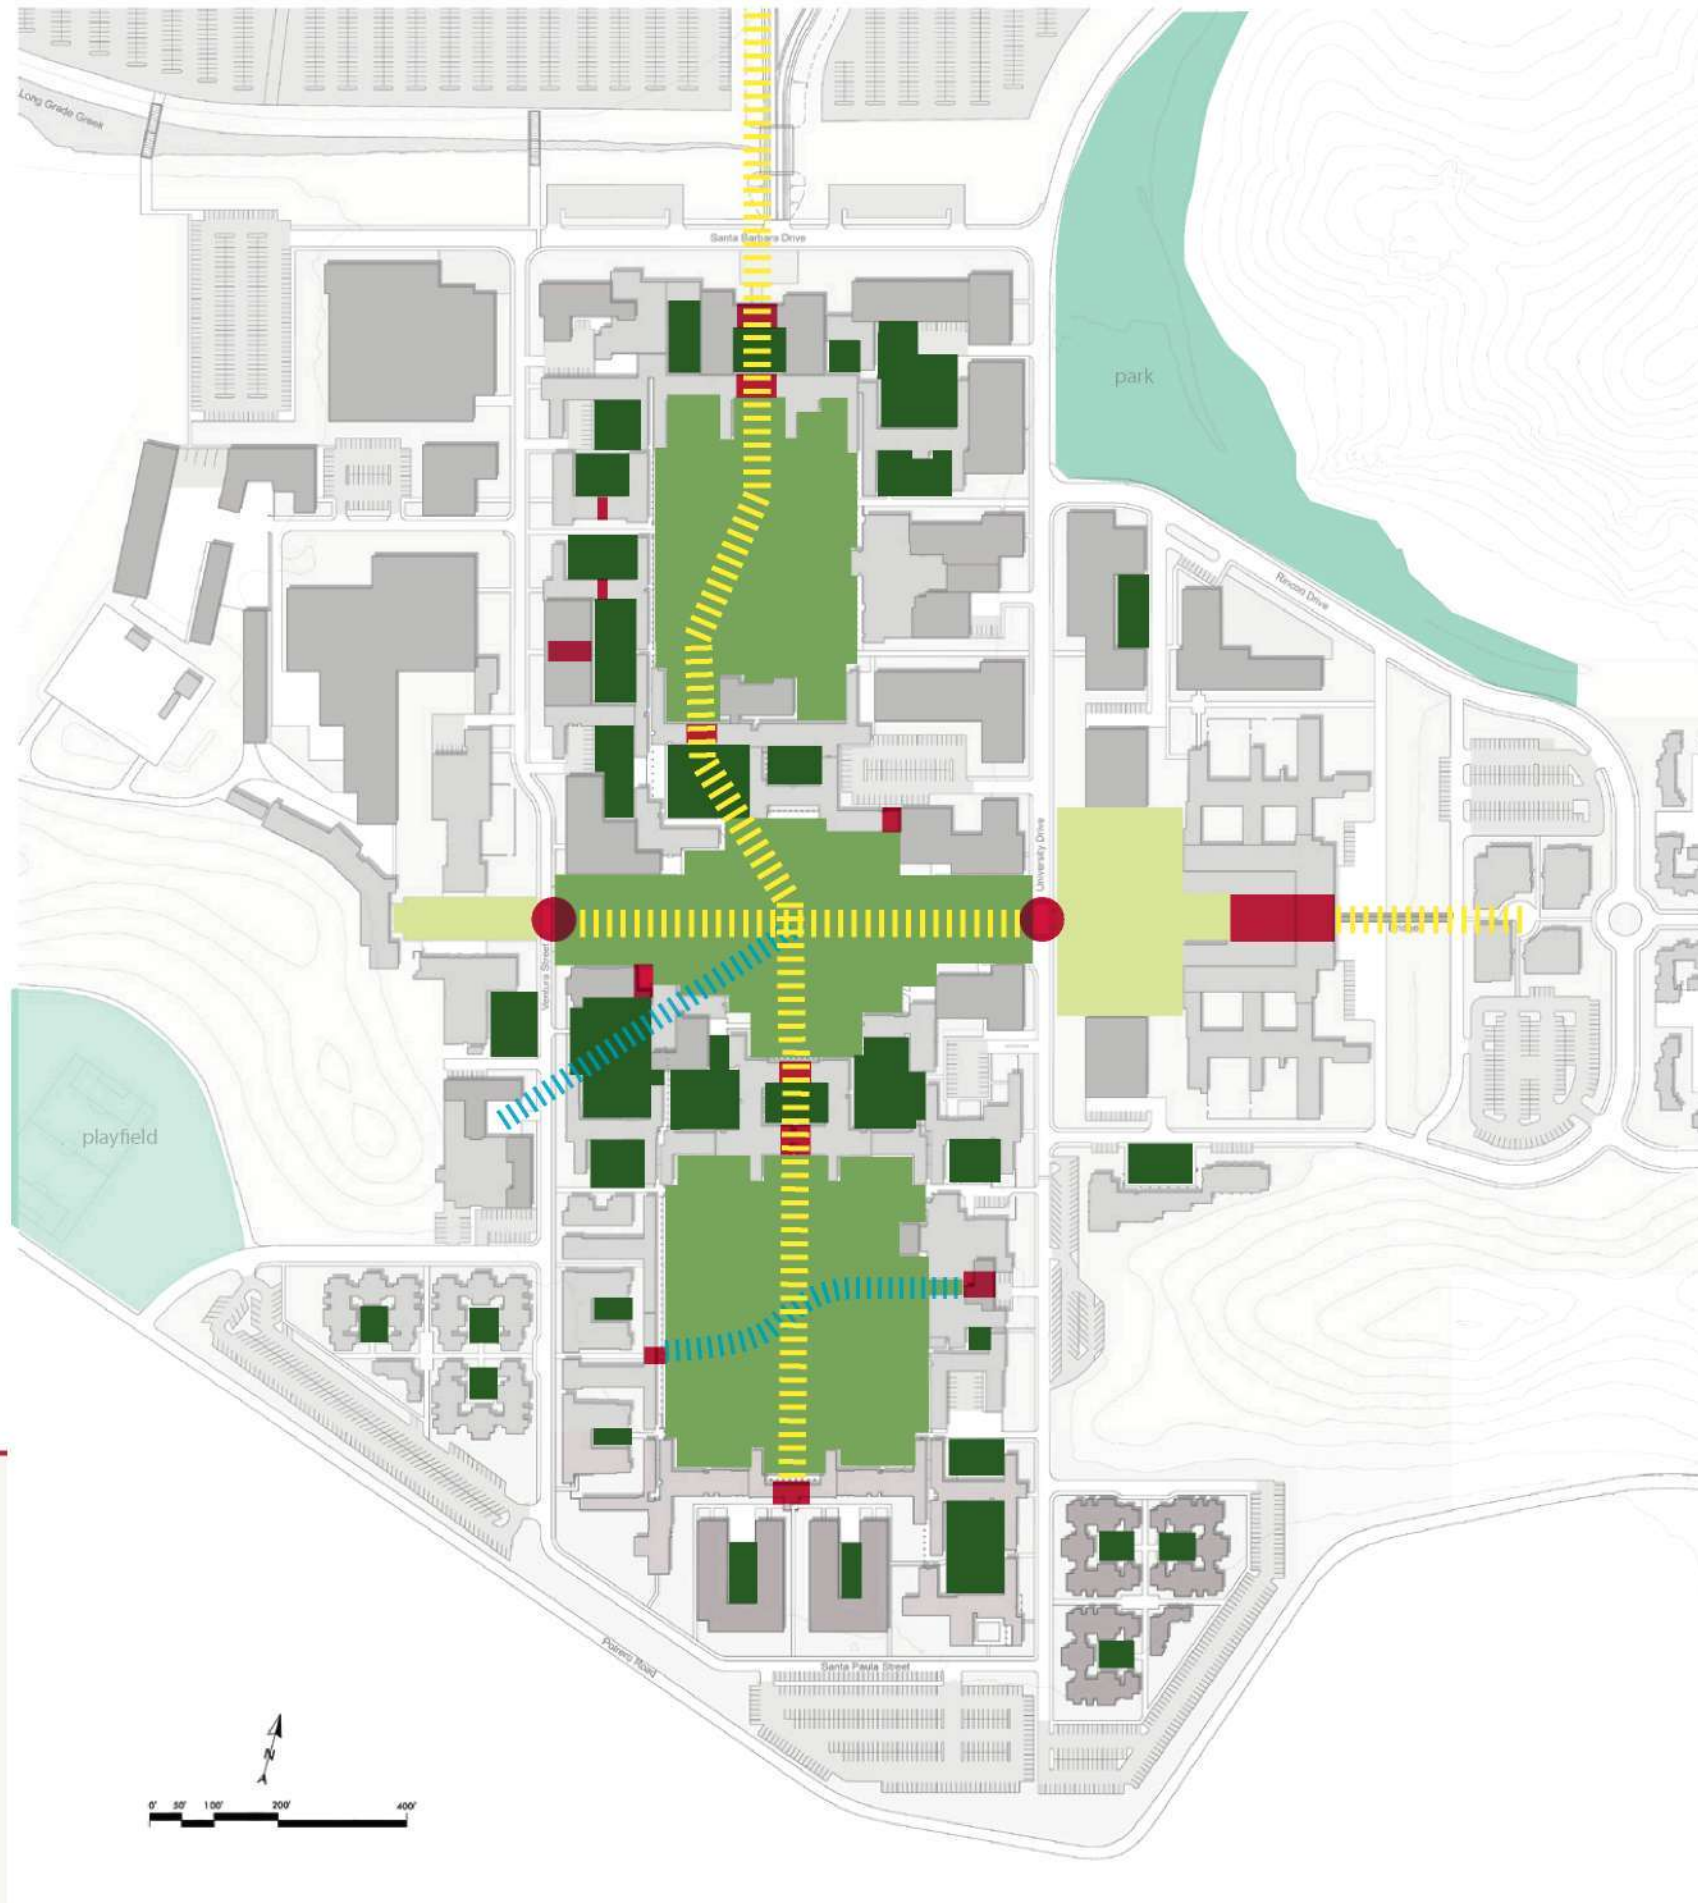 Long Grade Greek
Santa Barbara Drive
park
Rincon Drive
University Drive
Ventura Street
playfield
Santa Paula Street
Potrero Road
N
0' 50' 100' 200' 400'